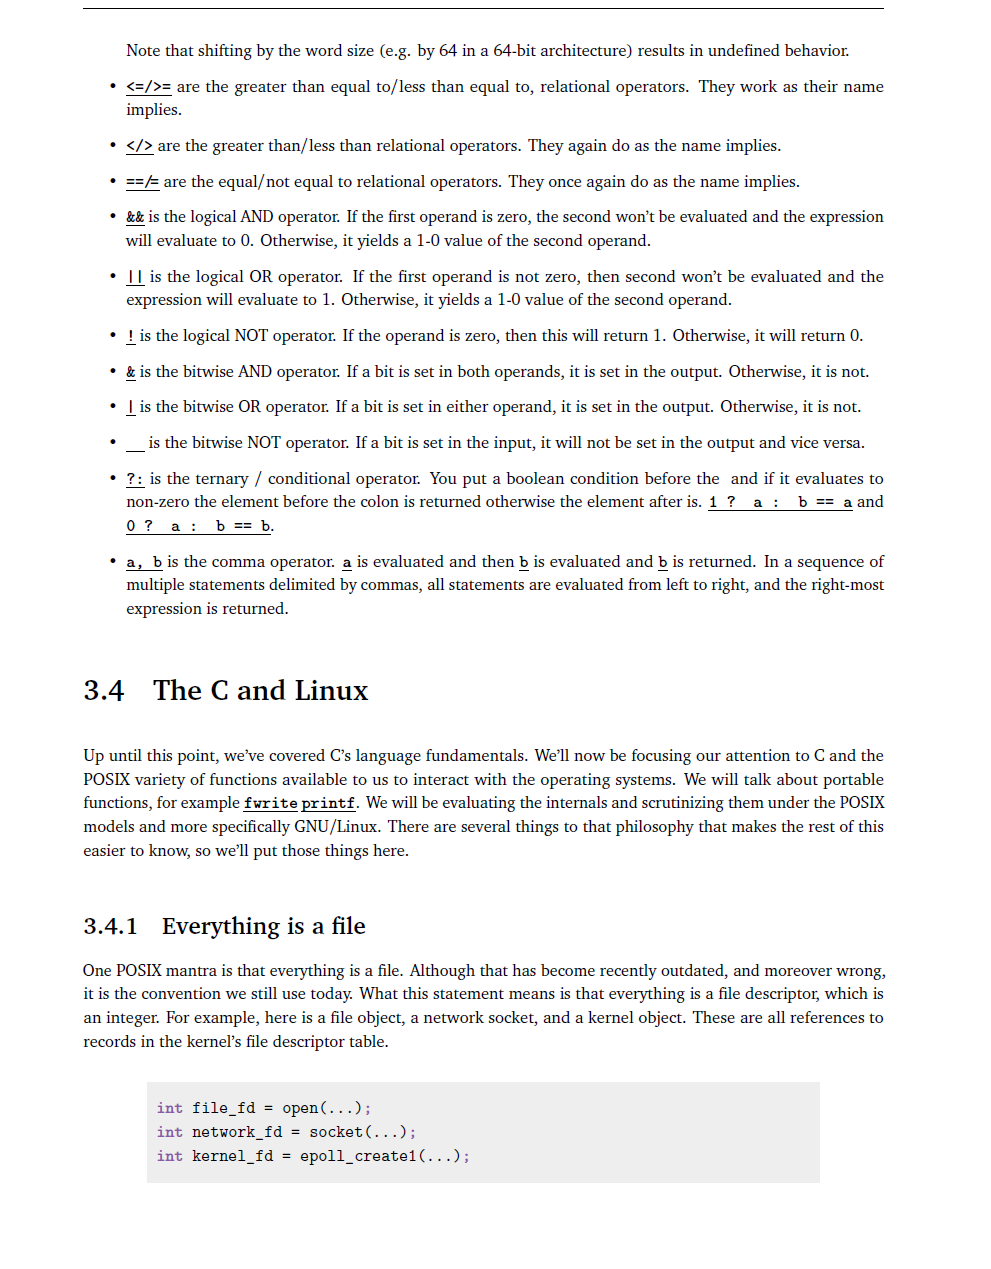 Note that shifting by the word size (e.g. by 64 in a 64-bit architecture) results in undefined behavior.
• <=/>= are the greater than equal to/less than equal to, relational operators. They work as their name
implies.
• </> are the greater than/less than relational operators. They again do as the name implies.
• ==/= are the equal/not equal to relational operators. They once again do as the name implies.
• && is the logical AND operator. If the first operand is zero, the second won't be evaluated and the expression
will evaluate to 0. Otherwise, it yields a 1-0 value of the second operand.
• || is the logical OR operator. If the first operand is not zero, then second won't be evaluated and the
expression will evaluate to 1. Otherwise, it yields a 1-0 value of the second operand.
• ! is the logical NOT operator. If the operand is zero, then this will return 1. Otherwise, it will return 0.
• & is the bitwise AND operator. If a bit is set in both operands, it is set in the output. Otherwise, it is not.
• | is the bitwise OR operator. If a bit is set in either operand, it is set in the output. Otherwise, it is not.
• __ is the bitwise NOT operator. If a bit is set in the input, it will not be set in the output and vice versa.
• ?: is the ternary / conditional operator. You put a boolean condition before the and if it evaluates to
non-zero the element before the colon is returned otherwise the element after is. 1 ? a : b == a and
0 ? a : b == b.
• a, b is the comma operator. a is evaluated and then b is evaluated and b is returned. In a sequence of
multiple statements delimited by commas, all statements are evaluated from left to right, and the right-most
expression is returned.
3.4 The C and Linux
Up until this point, we've covered C's language fundamentals. We'll now be focusing our attention to C and the
POSIX variety of functions available to us to interact with the operating systems. We will talk about portable
functions, for example fwrite printf. We will be evaluating the internals and scrutinizing them under the POSIX
models and more specifically GNU/Linux. There are several things to that philosophy that makes the rest of this
easier to know, so we'll put those things here.
3.4.1 Everything is a file
One POSIX mantra is that everything is a file. Although that has become recently outdated, and moreover wrong,
it is the convention we still use today. What this statement means is that everything is a file descriptor, which is
an integer. For example, here is a file object, a network socket, and a kernel object. These are all references to
records in the kernel's file descriptor table.
int file_fd = open(...);
int network_fd = socket(...);
int kernel_fd = epoll_create1(...);